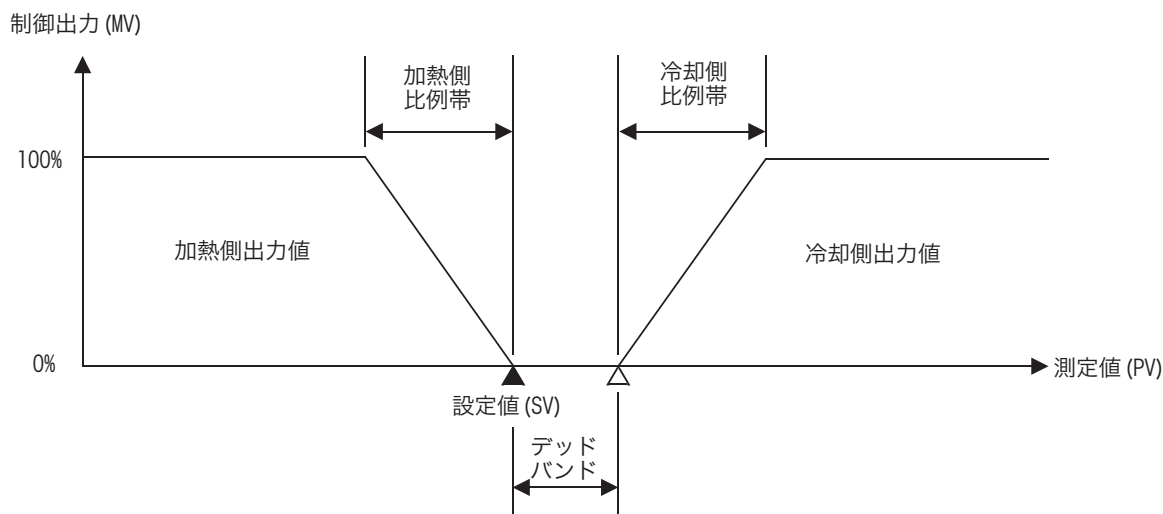 制御出力 (MV)
加熱側
比例帯
冷却側
比例帯
100%
加熱側出力値
冷却側出力値
0%
測定値 (PV)
設定値 (SV)
デッド
バンド